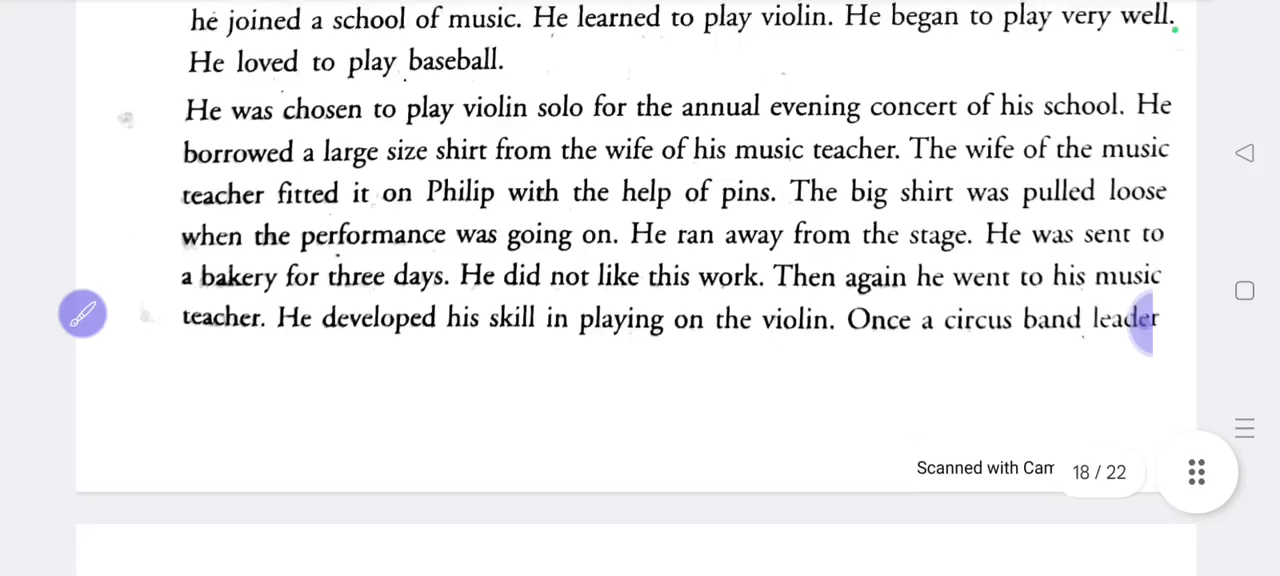 he joined a school of music. He learned to play violin. He began to play very well.
He loved to play baseball.
He was chosen to play violin solo for the annual evening concert of his school. He
borrowed a large size shirt from the wife of his music teacher. The wife of the music
teacher fitted it on Philip with the help of pins. The big shirt was pulled loose
when the performance was going on. He ran away from the stage. He was sent to
a bakery for three days. He did not like this work. Then again he went to his music
teacher. He developed his skill in playing on the violin. Once a circus band leader
Scanned with Cam
18 / 22